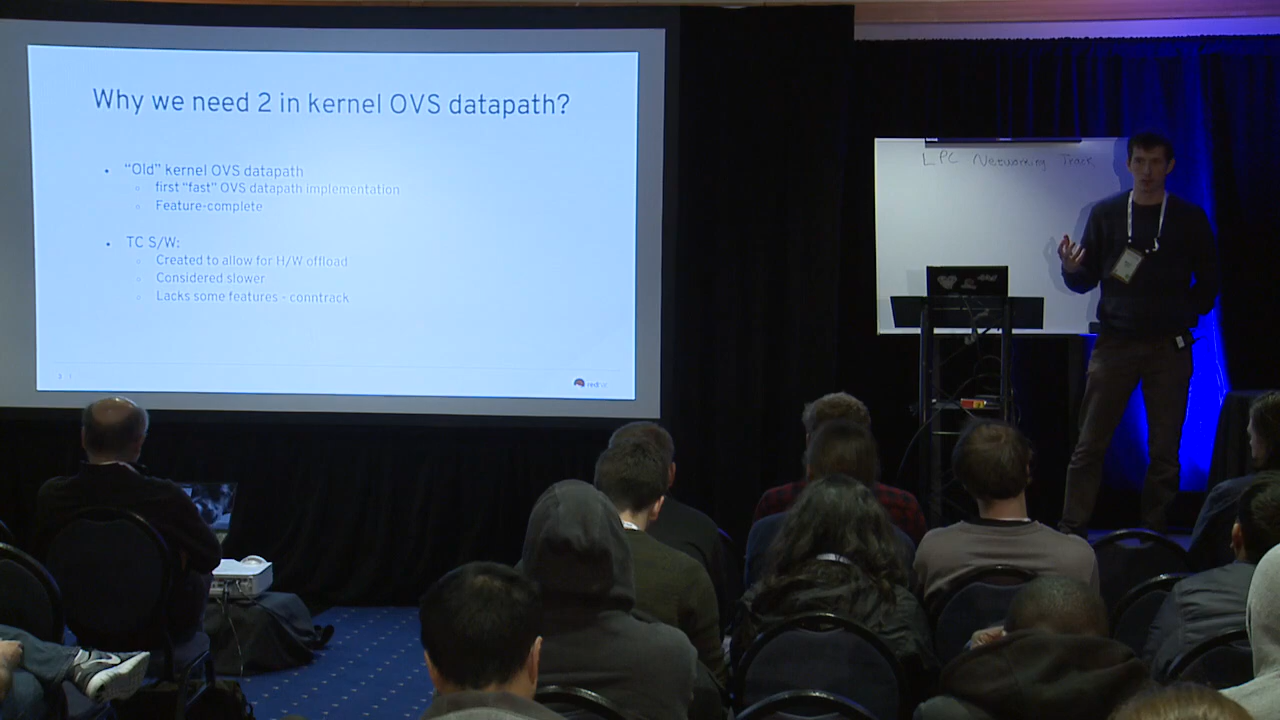 Why we need 2 in kernel OVS datapath?
• "Old" kernel OVS datapath
○ first "fast" OVS datapath implementation
○ Feature-complete
• TC S/W:
○ Created to allow for H/W offload
○ Considered slower
○ Lacks some features - conntrack
LPC Networking Track